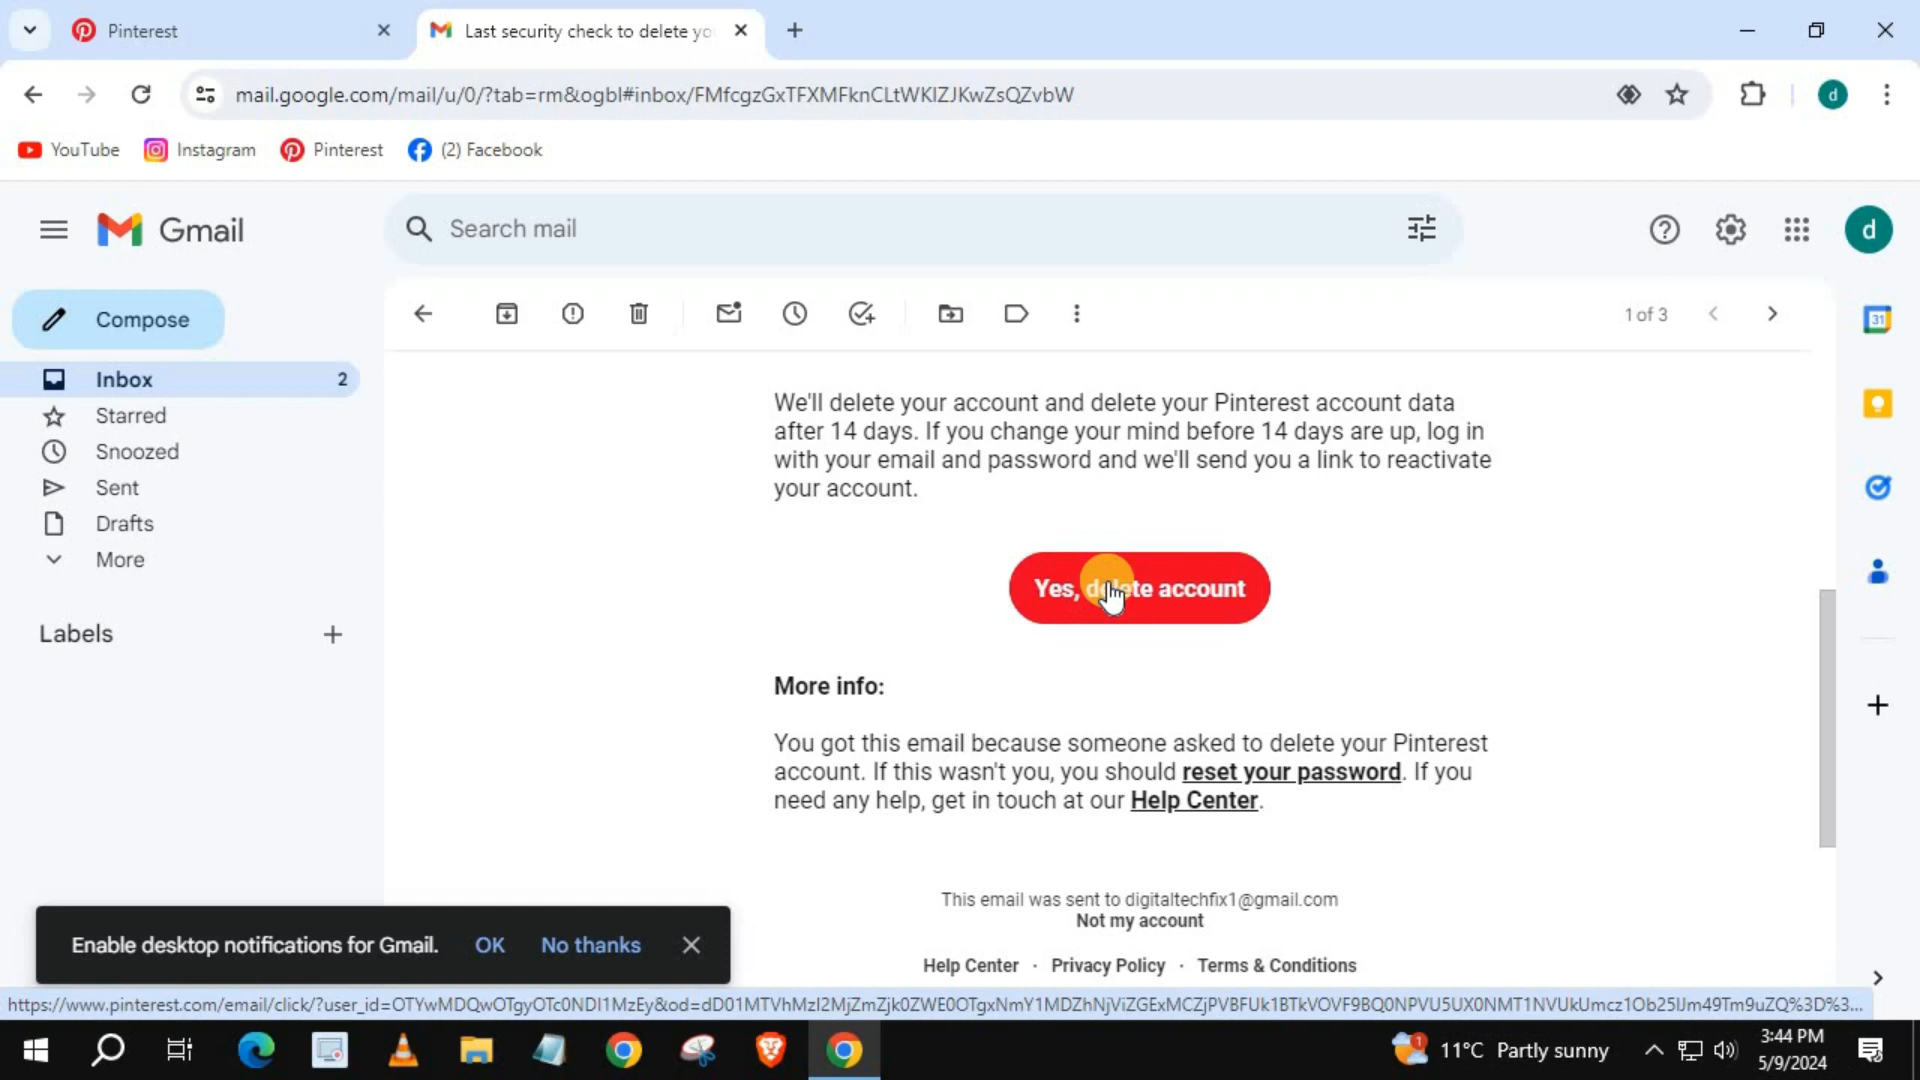 Pinterest
Last security check to delete yo
mail.google.com/mail/u/0/?tab=rm&ogbl#inbox/FMfcgzGxTFXMFknCLtWKlZJKwZsQZvbW
d
YouTube
Instagram
Pinterest
(2) Facebook
Gmail
Search mail
d
Compose
1 of 3
31
Inbox
2
Starred
Snoozed
Sent
Drafts
More
Labels
We'll delete your account and delete your Pinterest account data
after 14 days. If you change your mind before 14 days are up, log in
with your email and password and we'll send you a link to reactivate
your account.
Yes, delete account
More info:
You got this email because someone asked to delete your Pinterest
account. If this wasn't you, you should reset your password. If you
need any help, get in touch at our Help Center.
This email was sent to digitaltechfix1@gmail.com
Not my account
Help Center · Privacy Policy · Terms & Conditions
Enable desktop notifications for Gmail.
OK
No thanks
1
11°C Partly sunny
3:44 PM
5/9/2024